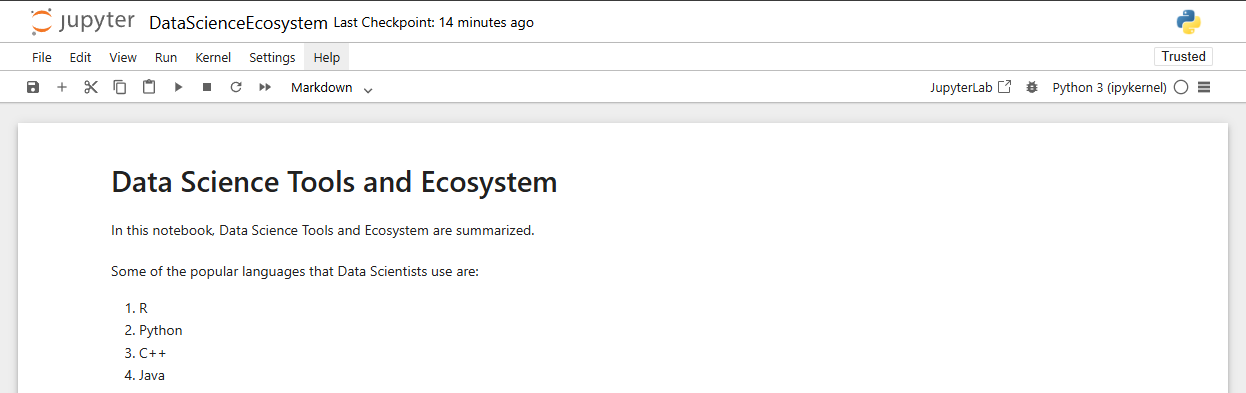 jupyter DataScienceEcosystem Last Checkpoint: 14 minutes ago
File Edit View Run Kernel Settings Help Trusted
Markdown JupyterLab Python 3 (ipykernel)
Data Science Tools and Ecosystem
In this notebook, Data Science Tools and Ecosystem are summarized.
Some of the popular languages that Data Scientists use are:
1. R
2. Python
3. C++
4. Java